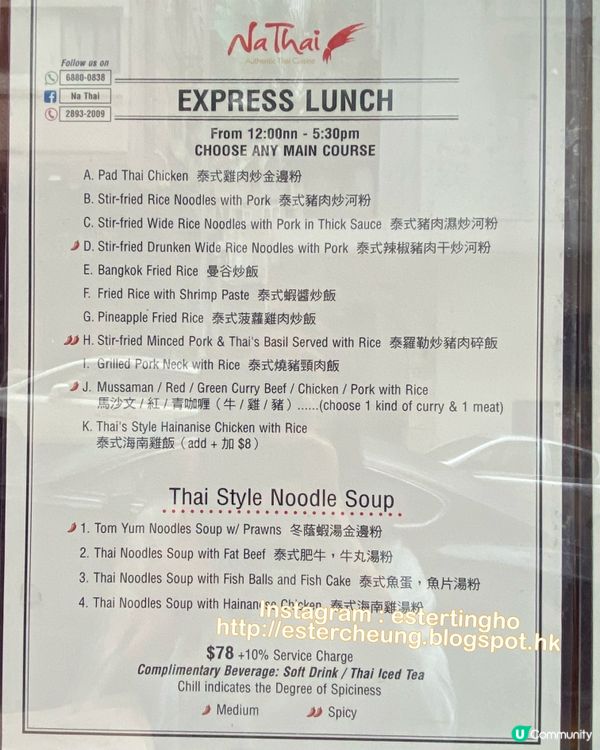 Na Thai
Authentic Thai Cuisine
Follow us on
6880-0838
Na Thai
2893-2009
EXPRESS LUNCH
From 12:00nn - 5:30pm
CHOOSE ANY MAIN COURSE
A. Pad Thai Chicken 泰式雞肉炒金邊粉
B. Stir-fried Rice Noodles with Pork 泰式豬肉炒河粉
C. Stir-fried Wide Rice Noodles with Pork in Thick Sauce 泰式豬肉濕炒河粉
D. Stir-fried Drunken Wide Rice Noodles with Pork 泰式辣椒豬肉干炒河粉
E. Bangkok Fried Rice 曼谷炒飯
F. Fried Rice with Shrimp Paste 泰式蝦醬炒飯
G. Pineapple Fried Rice 泰式菠蘿雞肉炒飯
H. Stir-fried Minced Pork & Thai's Basil Served with Rice 泰羅勒炒豬肉碎飯
I. Grilled Pork Neck with Rice 泰式燒豬頸肉飯
J. Mussaman / Red / Green Curry Beef / Chicken / Pork with Rice
馬沙文 / 紅 / 青咖喱（牛 / 雞 / 豬）......(choose 1 kind of curry & 1 meat)
K. Thai's Style Hainanise Chicken with Rice
泰式海南雞飯（add + 加 $8）
Thai Style Noodle Soup
1. Tom Yum Noodles Soup w/ Prawns 冬蔭蝦湯金邊粉
2. Thai Noodles Soup with Fat Beef 泰式肥牛，牛丸湯粉
3. Thai Noodles Soup with Fish Balls and Fish Cake 泰式魚蛋，魚片湯粉
4. Thai Noodles Soup with Hainanise Chicken 泰式海南雞湯粉
Instagram : estertingho
http://estercheung.blogspot.hk
$78 +10% Service Charge
Complimentary Beverage: Soft Drink / Thai Iced Tea
Chill indicates the Degree of Spiciness
Medium Spicy
U Community